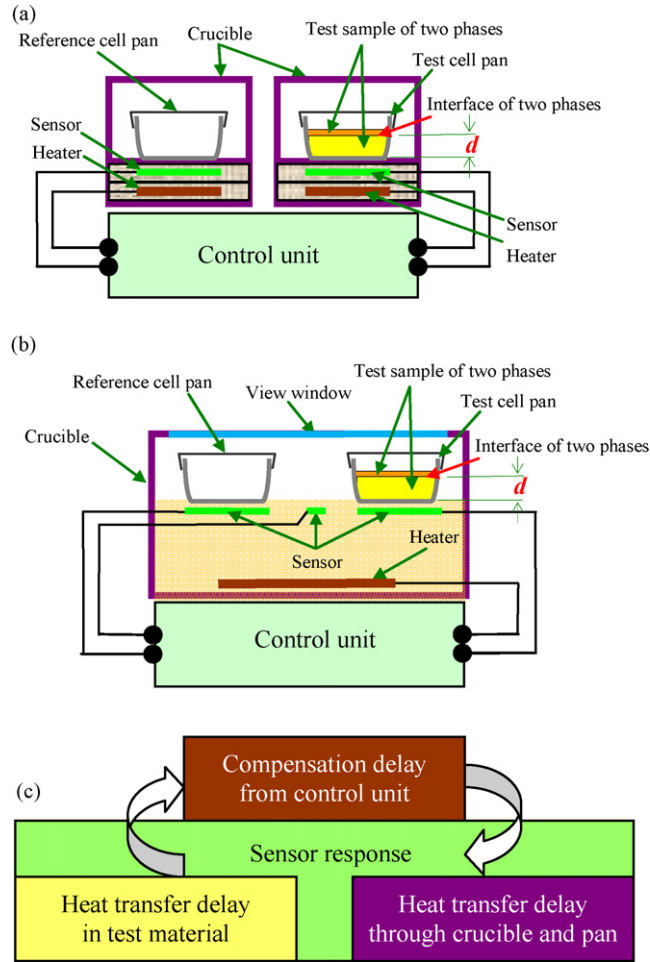 (a)
Reference cell pan
Crucible
Test sample of two phases
Test cell pan
Interface of two phases
d
Sensor
Heater
Sensor
Heater
Control unit
(b)
Reference cell pan
View window
Test sample of two phases
Test cell pan
Crucible
Interface of two phases
d
Sensor
Heater
Control unit
(c)
Compensation delay
from control unit
Sensor response
Heat transfer delay
in test material
Heat transfer delay
through crucible and pan